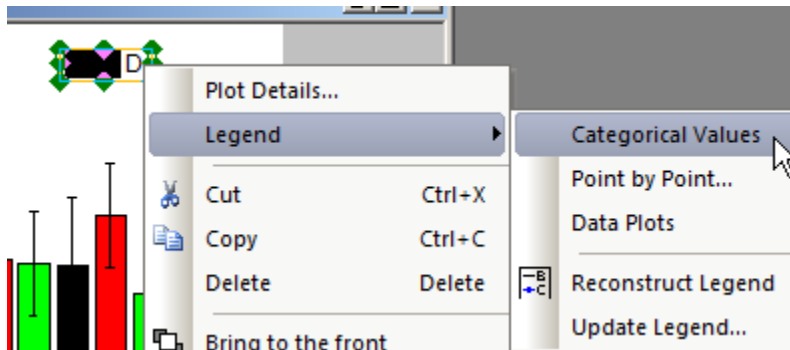 D
Plot Details...
Legend
Cut Ctrl+X
Copy Ctrl+C
Delete Delete
Bring to the front
Categorical Values
Point by Point...
Data Plots
B
C
Reconstruct Legend
Update Legend...